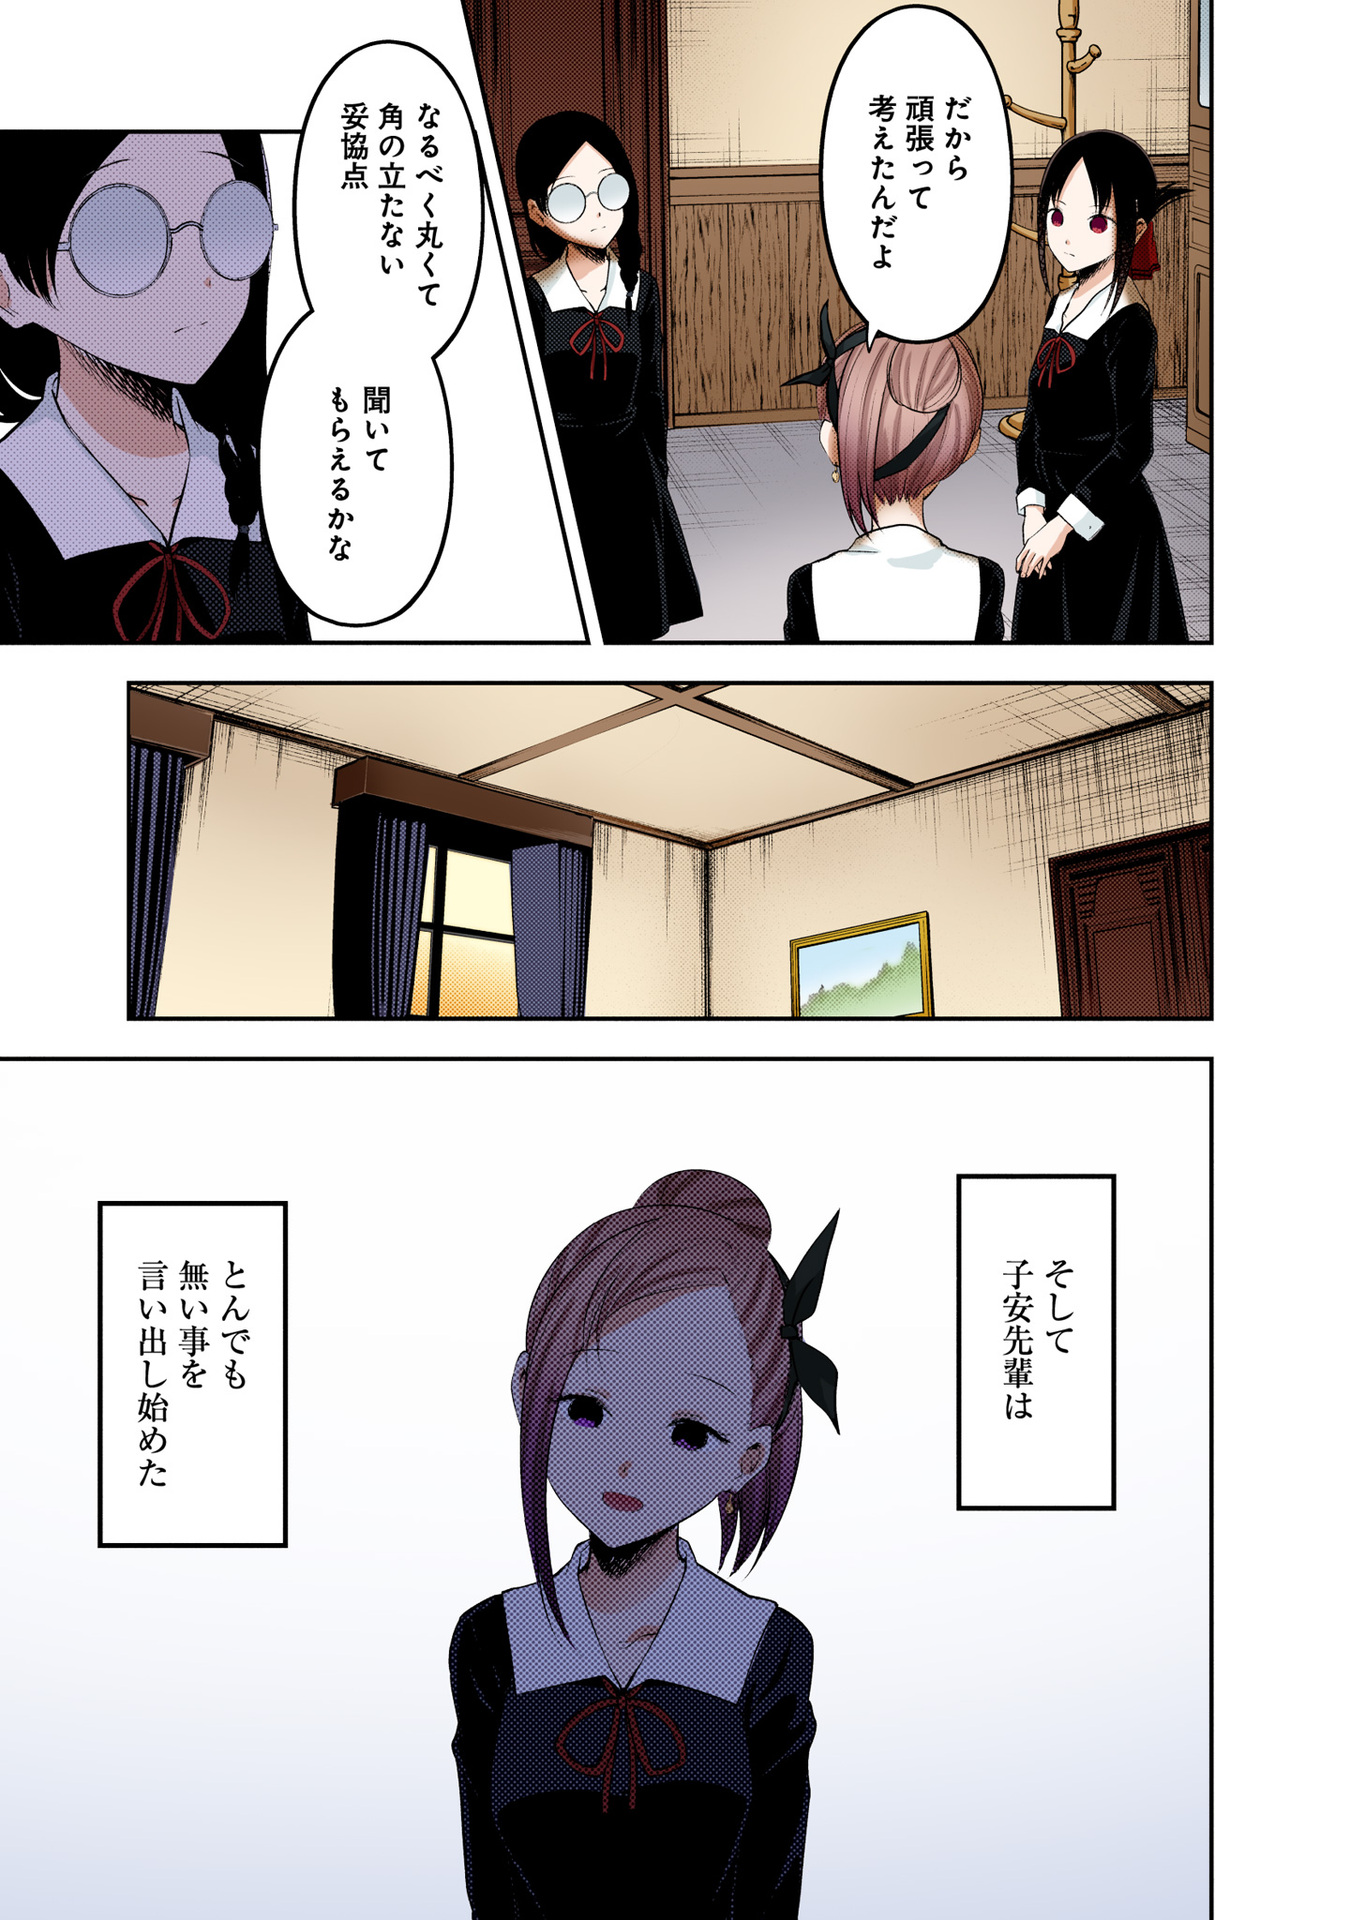 だから
頑張って
考えたんだよ
なるべく丸くて
角の立たない
妥協点
聞いて
もらえるかな
そして
子安先輩は
とんでも
無い事を
言い出し始めた